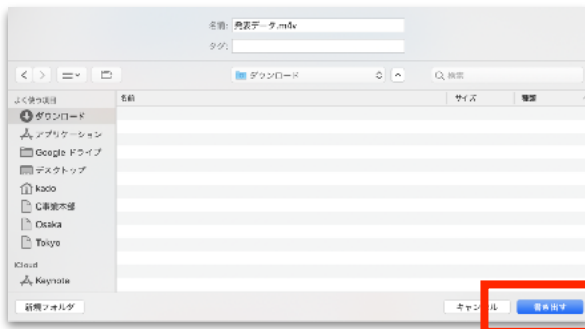 名前: 発表データ.m4v
タグ:
ダウンロード
検索
よく使う項目
名前
サイズ
種類
ダウンロード
アプリケーション
Google ドライブ
デスクトップ
kado
C事業本部
Osaka
Tokyo
iCloud
Keynote
新規フォルダ
キャンセル
書き出す